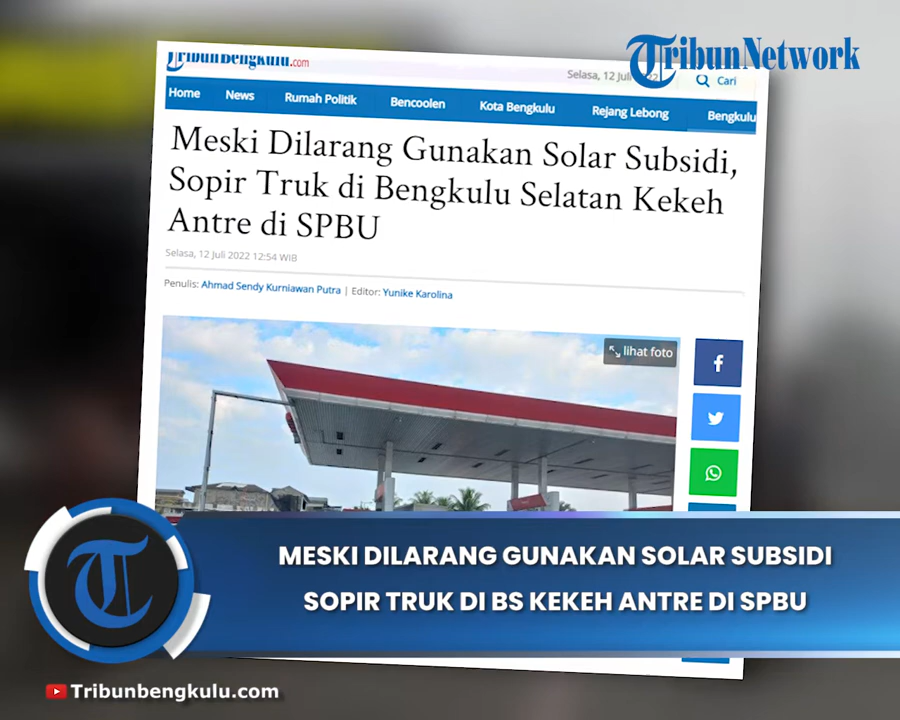 TribunBengkulu.com
TribunNetwork
Selasa, 12 Juli
Cari
Home News Rumah Politik Bencoolen Kota Bengkulu Rejang Lebong Bengkulu
Meski Dilarang Gunakan Solar Subsidi,
Sopir Truk di Bengkulu Selatan Kekeh
Antre di SPBU
Selasa, 12 Juli 2022 12:54 WIB
Penulis: Ahmad Sendy Kurniawan Putra | Editor: Yunike Karolina
lihat foto
MESKI DILARANG GUNAKAN SOLAR SUBSIDI
SOPIR TRUK DI BS KEKEH ANTRE DI SPBU
Tribunbengkulu.com